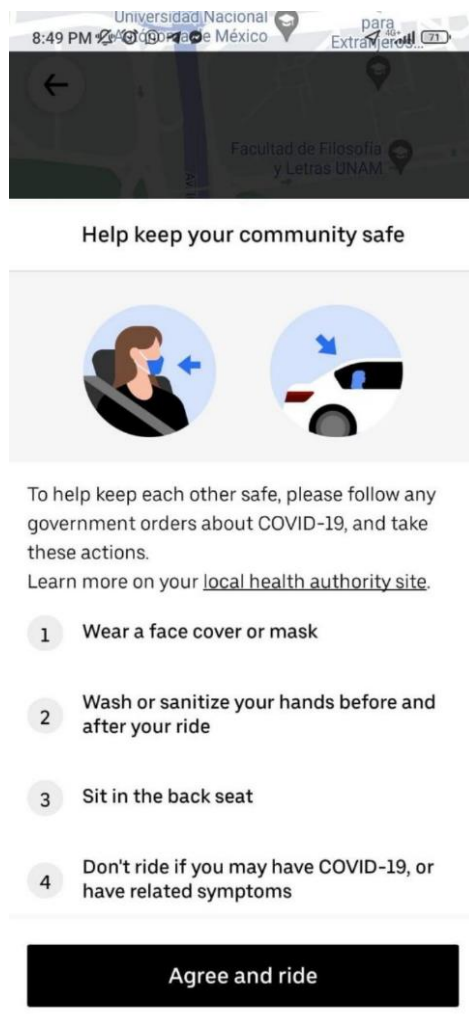 Universidad Nacional
para
8:49 PM
de México
Extranjeros...
4G+
71
Facultad de Filosofía
y Letras UNAM
Help keep your community safe
To help keep each other safe, please follow any
government orders about COVID-19, and take
these actions.
Learn more on your local health authority site.
1 Wear a face cover or mask
2 Wash or sanitize your hands before and
after your ride
3 Sit in the back seat
4 Don't ride if you may have COVID-19, or
have related symptoms
Agree and ride